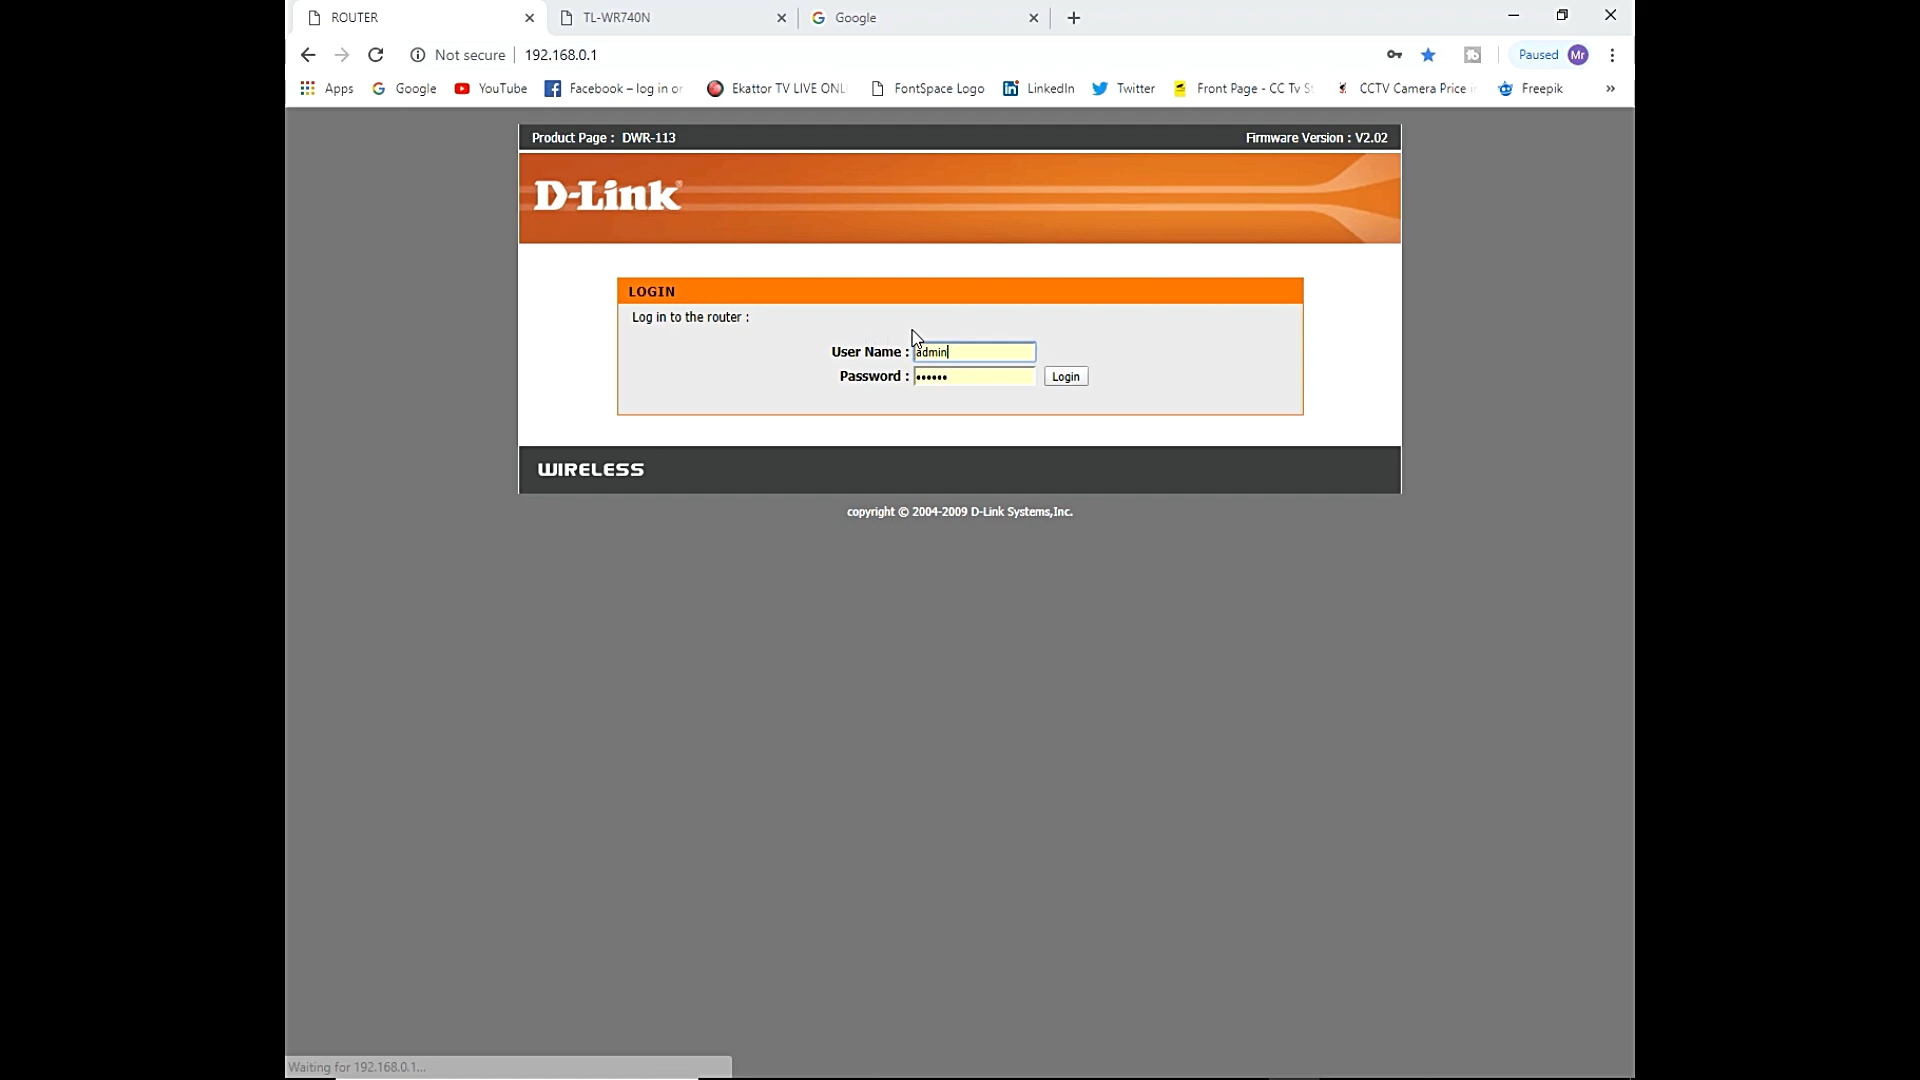 ROUTER
TL-WR740N
Google
Not secure
192.168.0.1
Paused
Mr
Apps
Google
YouTube
Facebook – log in or
Ekattor TV LIVE ONL
FontSpace Logo
LinkedIn
Twitter
Front Page - CC Tv St
CCTV Camera Price i
Freepik
»
Product Page : DWR-113
Firmware Version : V2.02
D-Link
LOGIN
Log in to the router :
User Name : admin
Password : ••••••
Login
WIRELESS
copyright © 2004-2009 D-Link Systems,Inc.
Waiting for 192.168.0.1...